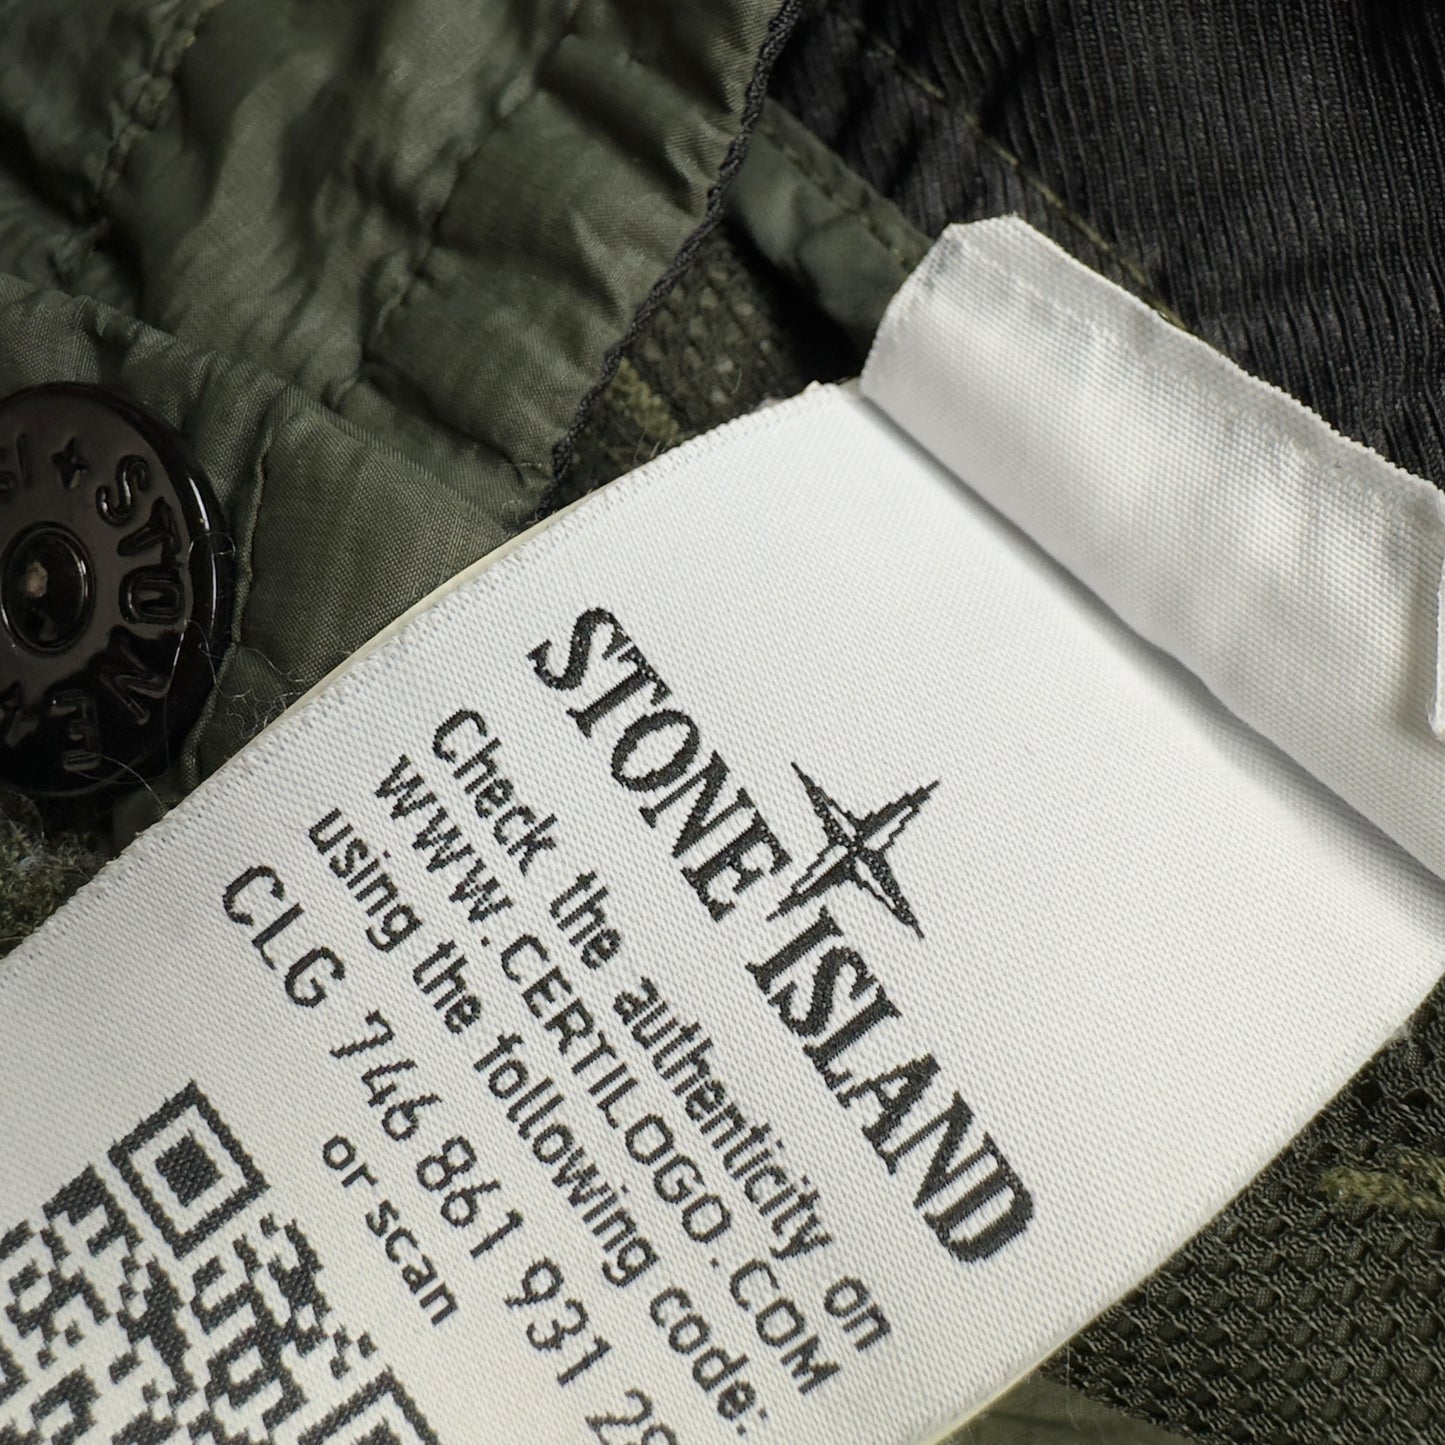 STONE
STONE ISLAND
Check the authenticity on
WWW.CERTILOGO.COM
using the following code:
CLG 746 861 931
or scan